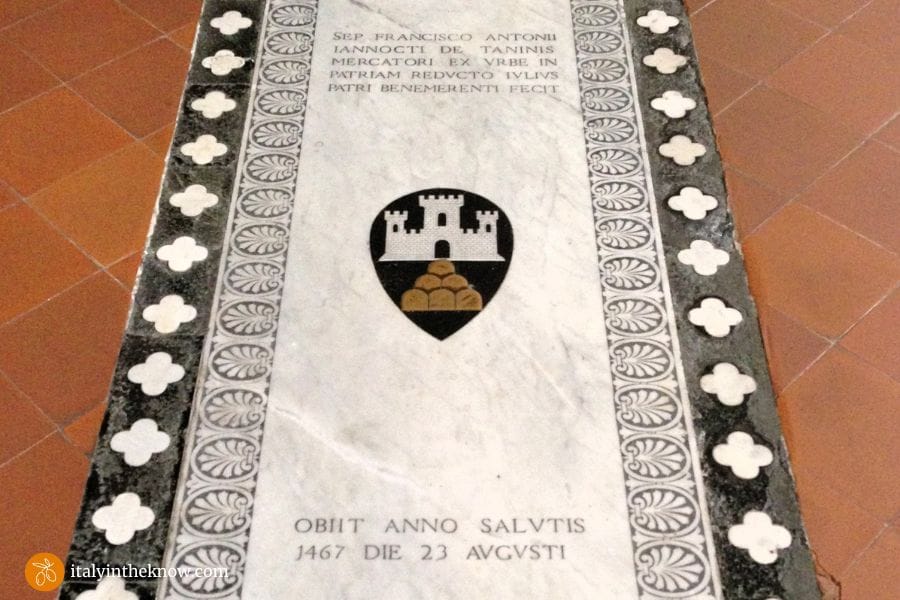 SEP. FRANCISCO ANTONII
IANNOCTI DE TANINIS
MERCATORI EX VRBE IN
PATRIAM REDVCTO IVLIVS
PATRI BENEMERENTI FECIT
OBIIT ANNO SALVTIS
1467 DIE 23 AVGVSTI
italyintheknow.com